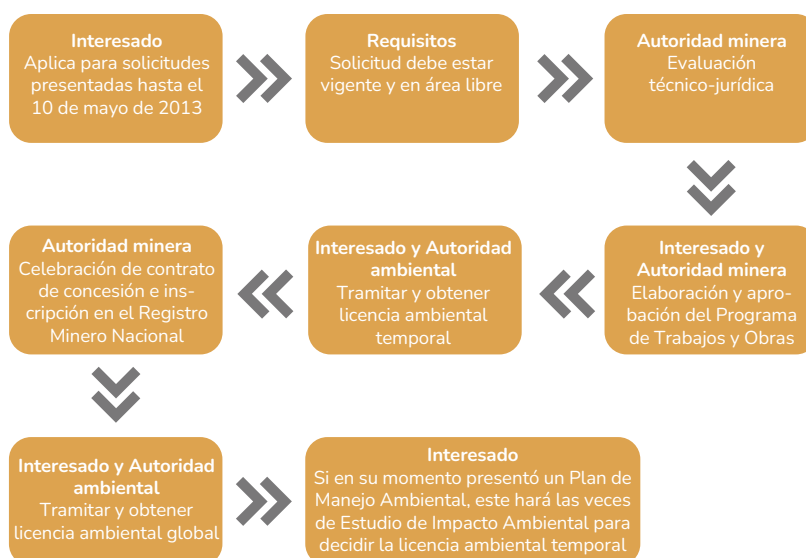 Interesado
Aplica para solicitudes
presentadas hasta el
10 de mayo de 2013
Requisitos
Solicitud debe estar
vigente y en área libre
Autoridad minera
Evaluación
técnico-jurídica
Interesado y
Autoridad minera
Elaboración y apro-
bación del Programa
de Trabajos y Obras
Interesado y Autoridad
ambiental
Tramitar y obtener
licencia ambiental
temporal
Autoridad minera
Celebración de contrato
de concesión e ins-
cripción en el Registro
Minero Nacional
Interesado y Autoridad
ambiental
Tramitar y obtener
licencia ambiental global
Interesado
Si en su momento presentó un Plan de
Manejo Ambiental, este hará las veces
de Estudio de Impacto Ambiental para
decidir la licencia ambiental temporal